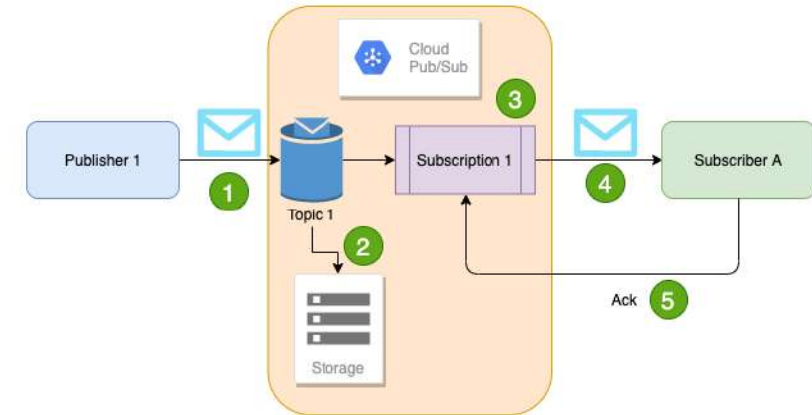 Cloud
Pub/Sub
3
Publisher 1
Subscription 1
Subscriber A
1
4
Topic 1
2
Ack
5
Storage